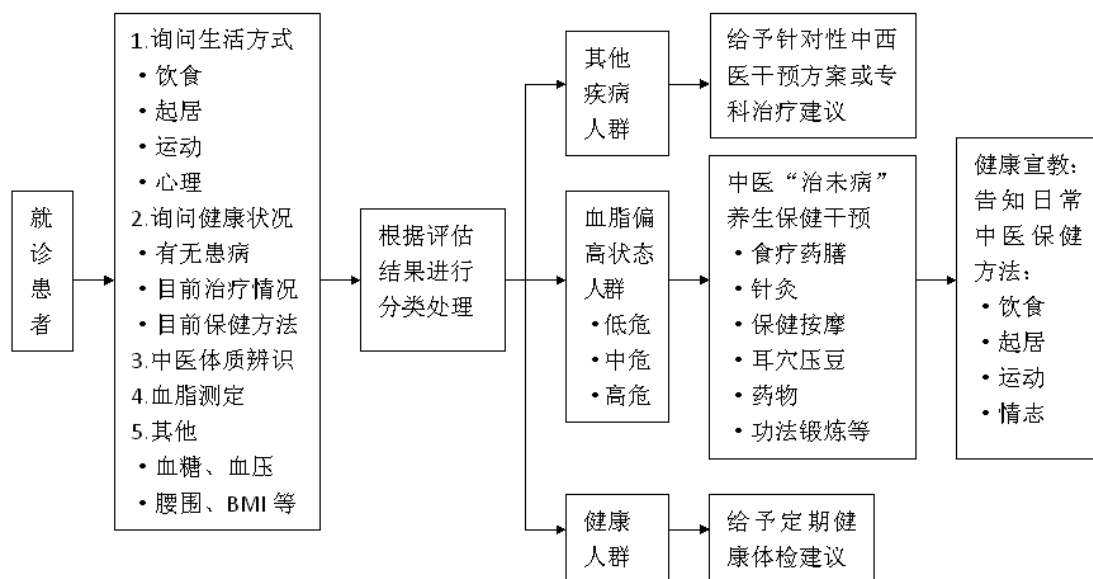 就
诊
患
者
1.询问生活方式
•饮食
•起居
•运动
•心理
2.询问健康状况
•有无患病
•目前治疗情况
•目前保健方法
3.中医体质辨识
4.血脂测定
5.其他
•血糖、血压
•腰围、BMI 等
根据评估
结果进行
分类处理
其他
疾病
人群
给予针对性中西
医干预方案或专
科治疗建议
血脂偏
高状态
人群
•低危
•中危
•高危
中医“治未病”
养生保健干预
•食疗药膳
•针灸
•保健按摩
•耳穴压豆
•药物
•功法锻炼等
健康宣教：
告知日常
中医保健
方法：
•饮食
•起居
•运动
•情志
健康
人群
给予定期健
康体检建议